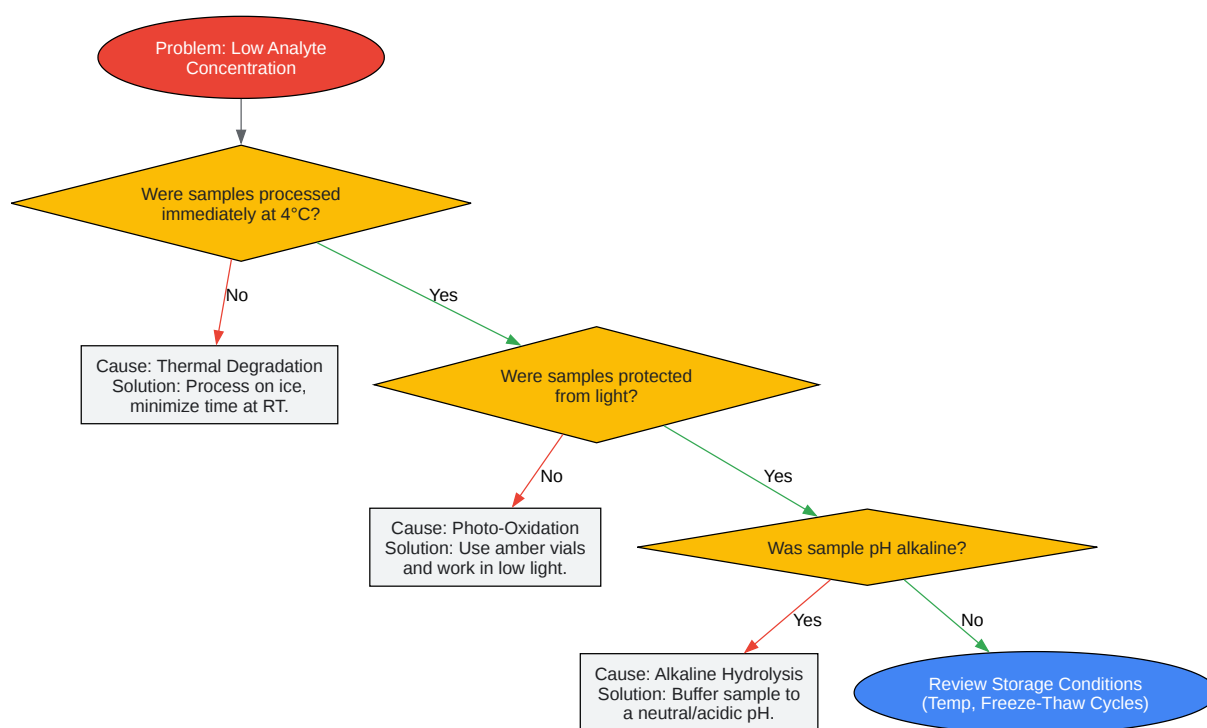 Problem: Low Analyte
Concentration
Were samples processed
immediately at 4°C?
No
Yes
Cause: Thermal Degradation
Solution: Process on ice,
minimize time at RT.
Were samples protected
from light?
No
Yes
Cause: Photo-Oxidation
Solution: Use amber vials
and work in low light.
Was sample pH alkaline?
Yes
No
Cause: Alkaline Hydrolysis
Solution: Buffer sample to
a neutral/acidic pH.
Review Storage Conditions
(Temp, Freeze-Thaw Cycles)